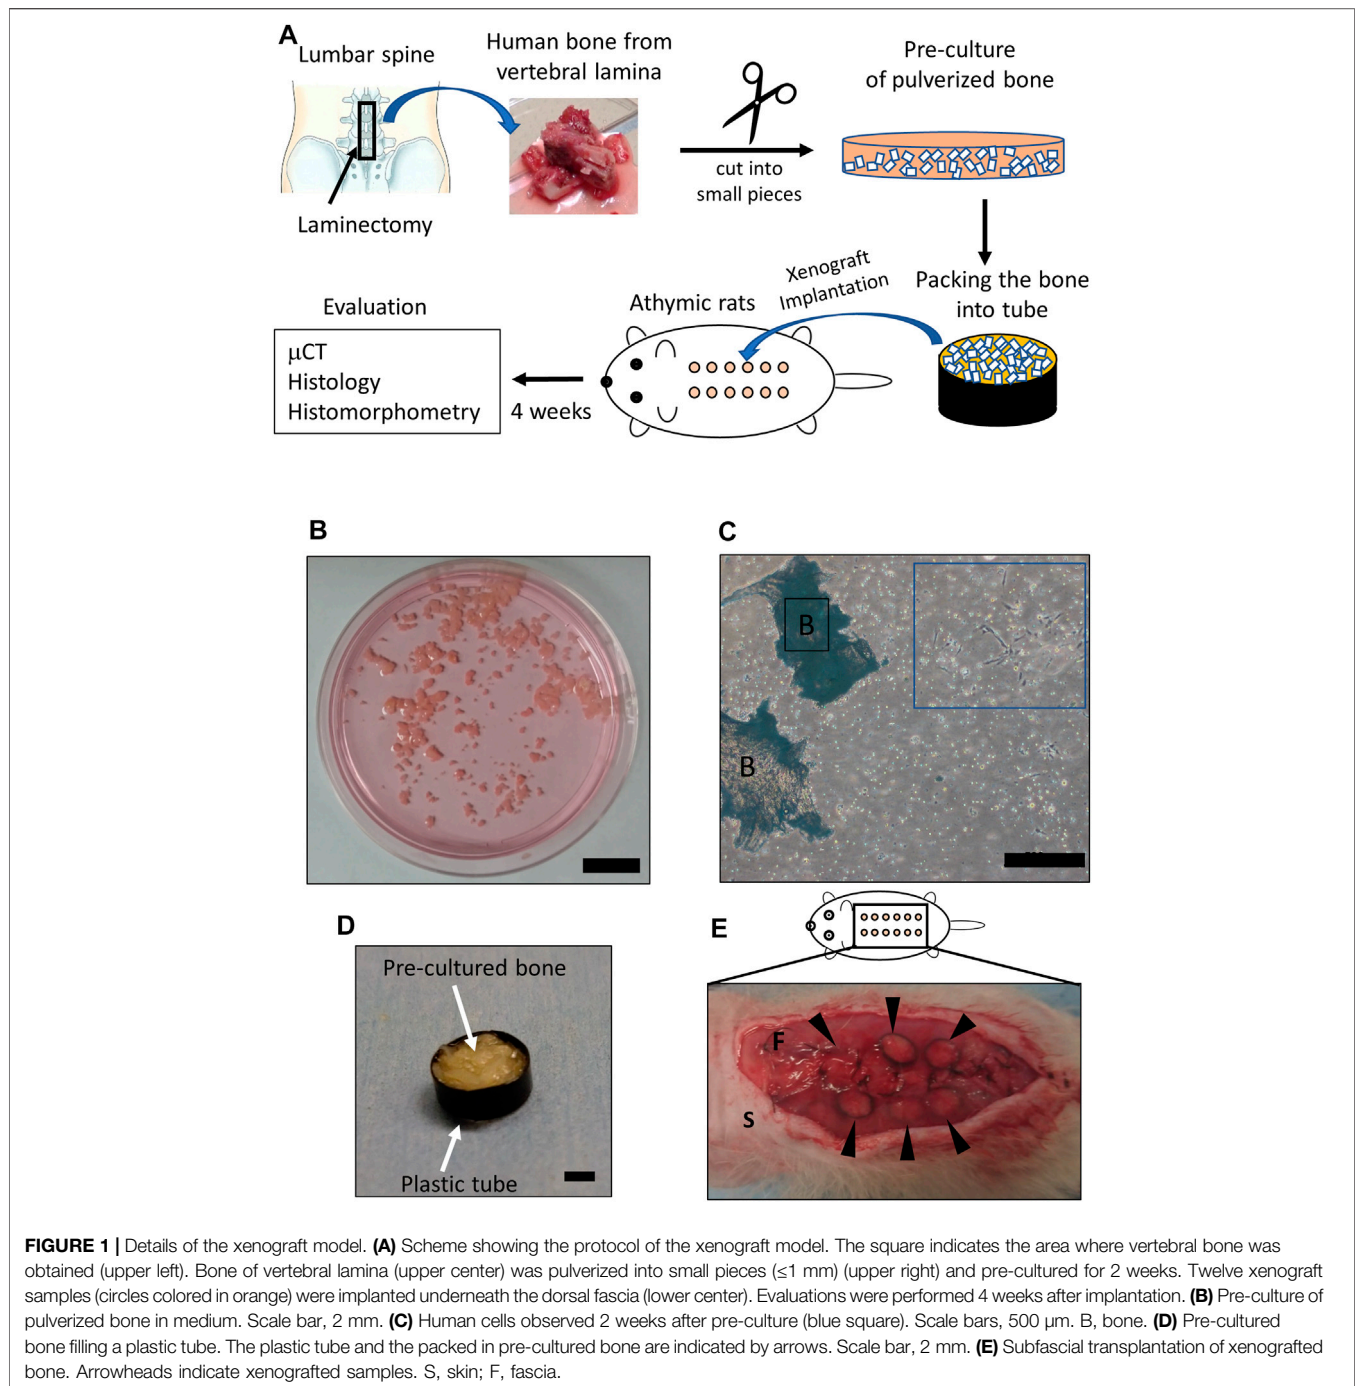 A
Lumbar spine
Human bone from
vertebral lamina
Pre-culture
of pulverized bone
cut into
small pieces
Laminectomy
Xenograft
Implantation
Packing the bone
into tube
Evaluation
Athymic rats
μCT
Histology
Histomorphometry
4 weeks
B
C
B
B
D
Pre-cultured bone
Plastic tube
E
F
S
FIGURE 1 | Details of the xenograft model. (A) Scheme showing the protocol of the xenograft model. The square indicates the area where vertebral bone was
obtained (upper left). Bone of vertebral lamina (upper center) was pulverized into small pieces (≤1 mm) (upper right) and pre-cultured for 2 weeks. Twelve xenograft
samples (circles colored in orange) were implanted underneath the dorsal fascia (lower center). Evaluations were performed 4 weeks after implantation. (B) Pre-culture of
pulverized bone in medium. Scale bar, 2 mm. (C) Human cells observed 2 weeks after pre-culture (blue square). Scale bars, 500 μm. B, bone. (D) Pre-cultured
bone filling a plastic tube. The plastic tube and the packed in pre-cultured bone are indicated by arrows. Scale bar, 2 mm. (E) Subfascial transplantation of xenografted
bone. Arrowheads indicate xenografted samples. S, skin; F, fascia.